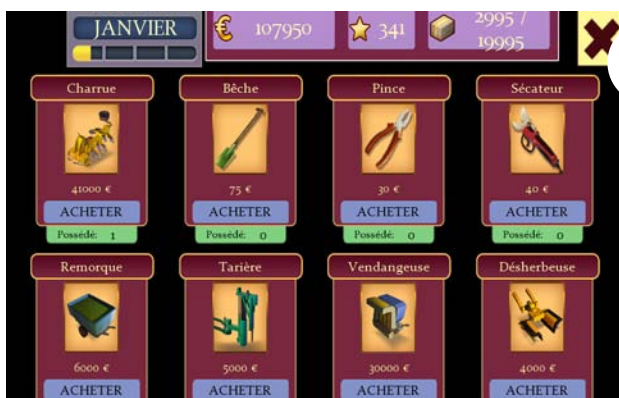 JANVIER
107950
341
2995 /
19995
Charrue
Bêche
Pince
Sécateur
41000 €
75 €
30 €
40 €
ACHETER
ACHETER
ACHETER
ACHETER
Possédé: 1
Possédé: 0
Possédé: 0
Possédé: 0
Remorque
Tarière
Vendangeuse
Désherbeuse
6000 €
5000 €
30000 €
4000 €
ACHETER
ACHETER
ACHETER
ACHETER